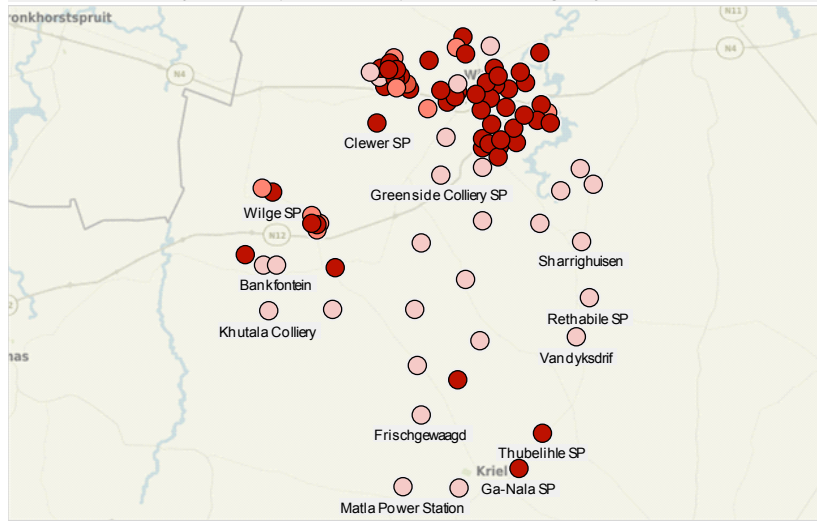 ronkhorstspruit
N11
N4
N4
W
Clewer SP
Greenside Colliery SP
Wilge SP
N12
Sharrighuisen
Bankfontein
Rethabile SP
Khutala Colliery
Vandyksdrif
nas
Frischgewaagd
Thubelihle SP
Kriel
Ga-Nala SP
Matla Power Station